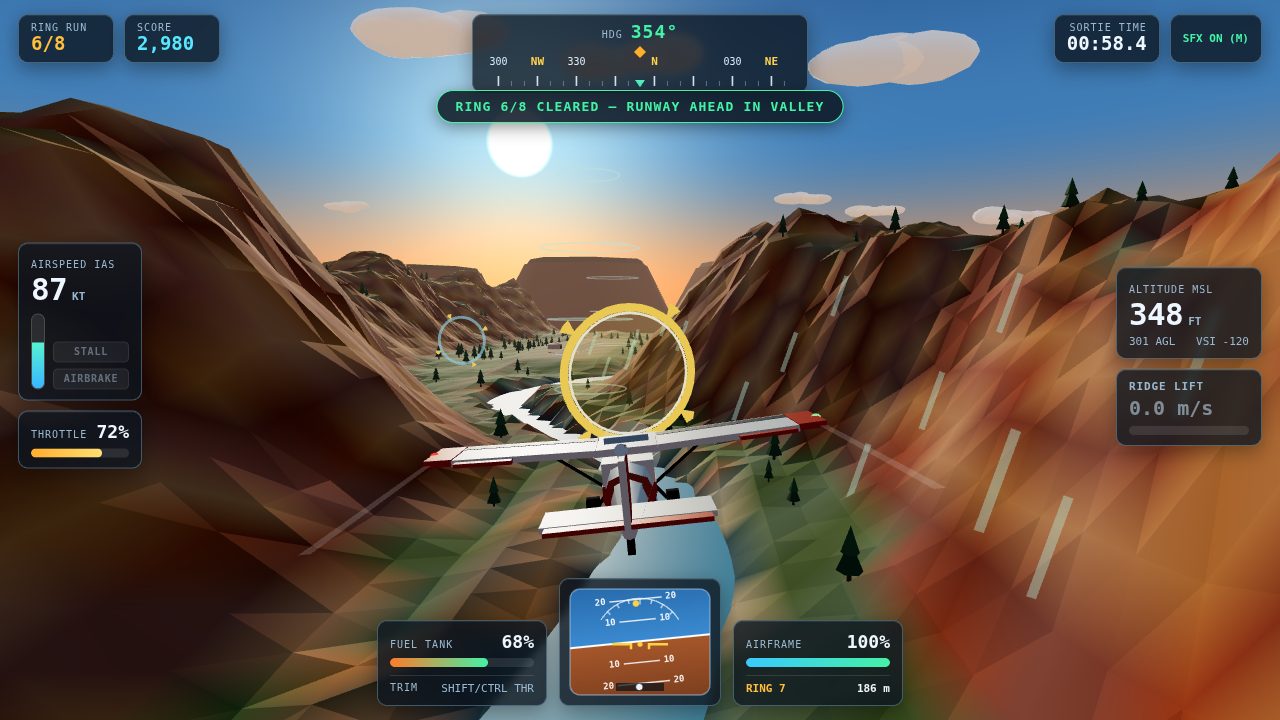 RING RUN
6/8
SCORE
2,980
HDG 354°
300 NW 330 N 030 NE
SORTIE TIME
00:58.4
SFX ON (M)
RING 6/8 CLEARED — RUNWAY AHEAD IN VALLEY
AIRSPEED IAS
87 KT
STALL
AIRBRAKE
THROTTLE 72%
ALTITUDE MSL
348 FT
301 AGL VSI -120
RIDGE LIFT
0.0 m/s
FUEL TANK 68%
TRIM SHIFT/CTRL THR
20 20
10 10
10 10
20 20
AIRFRAME 100%
RING 7 186 m